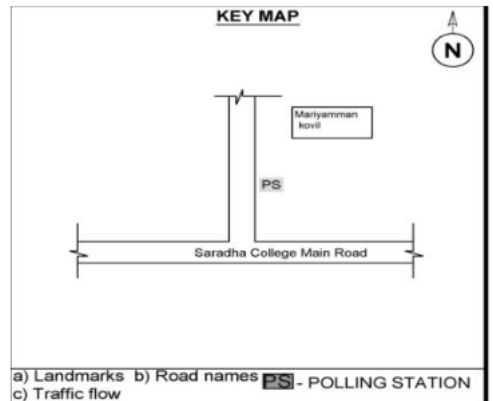 KEY MAP
N
Mariyamman
kovil
PS
Saradha College Main Road
a) Landmarks b) Road names PS - POLLING STATION
c) Traffic flow